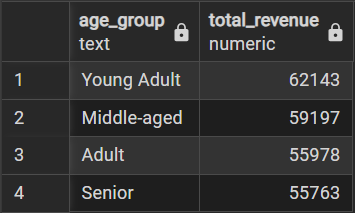 age_group total_revenue
text numeric
1 Young Adult 62143
2 Middle-aged 59197
3 Adult 55978
4 Senior 55763